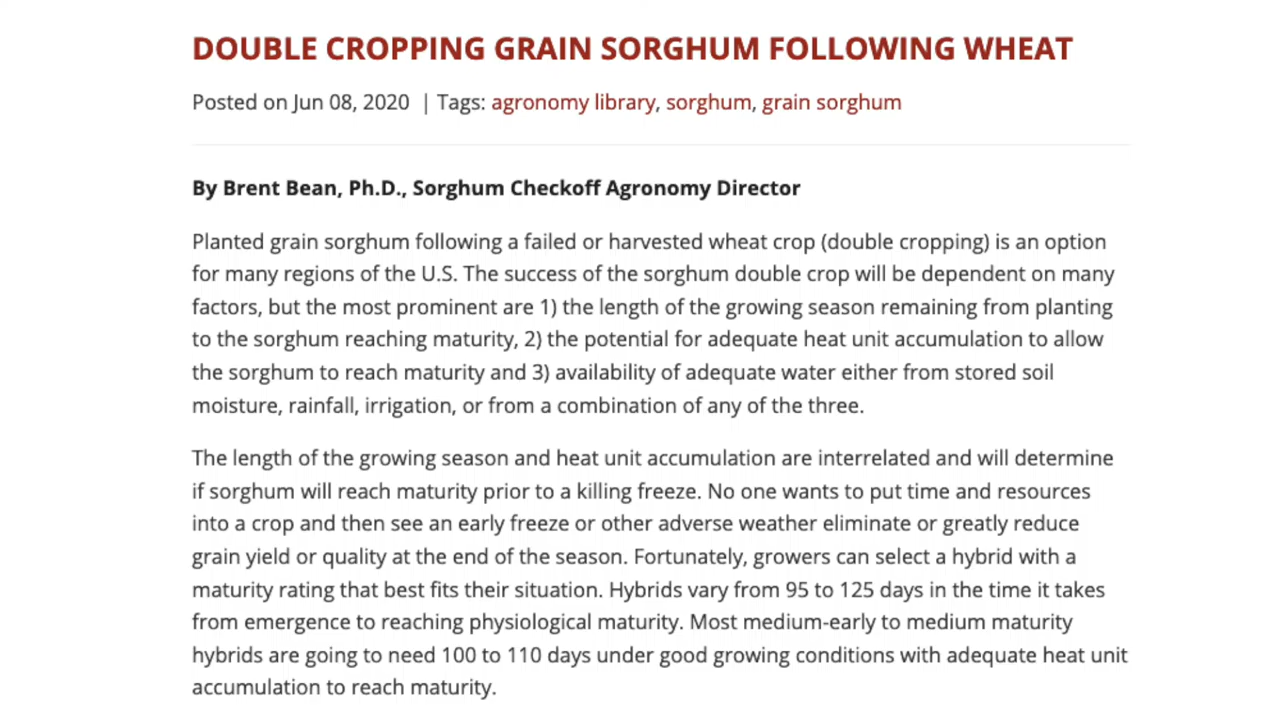 DOUBLE CROPPING GRAIN SORGHUM FOLLOWING WHEAT
Posted on Jun 08, 2020 | Tags: agronomy library, sorghum, grain sorghum
By Brent Bean, Ph.D., Sorghum Checkoff Agronomy Director
Planted grain sorghum following a failed or harvested wheat crop (double cropping) is an option
for many regions of the U.S. The success of the sorghum double crop will be dependent on many
factors, but the most prominent are 1) the length of the growing season remaining from planting
to the sorghum reaching maturity, 2) the potential for adequate heat unit accumulation to allow
the sorghum to reach maturity and 3) availability of adequate water either from stored soil
moisture, rainfall, irrigation, or from a combination of any of the three.
The length of the growing season and heat unit accumulation are interrelated and will determine
if sorghum will reach maturity prior to a killing freeze. No one wants to put time and resources
into a crop and then see an early freeze or other adverse weather eliminate or greatly reduce
grain yield or quality at the end of the season. Fortunately, growers can select a hybrid with a
maturity rating that best fits their situation. Hybrids vary from 95 to 125 days in the time it takes
from emergence to reaching physiological maturity. Most medium-early to medium maturity
hybrids are going to need 100 to 110 days under good growing conditions with adequate heat unit
accumulation to reach maturity.